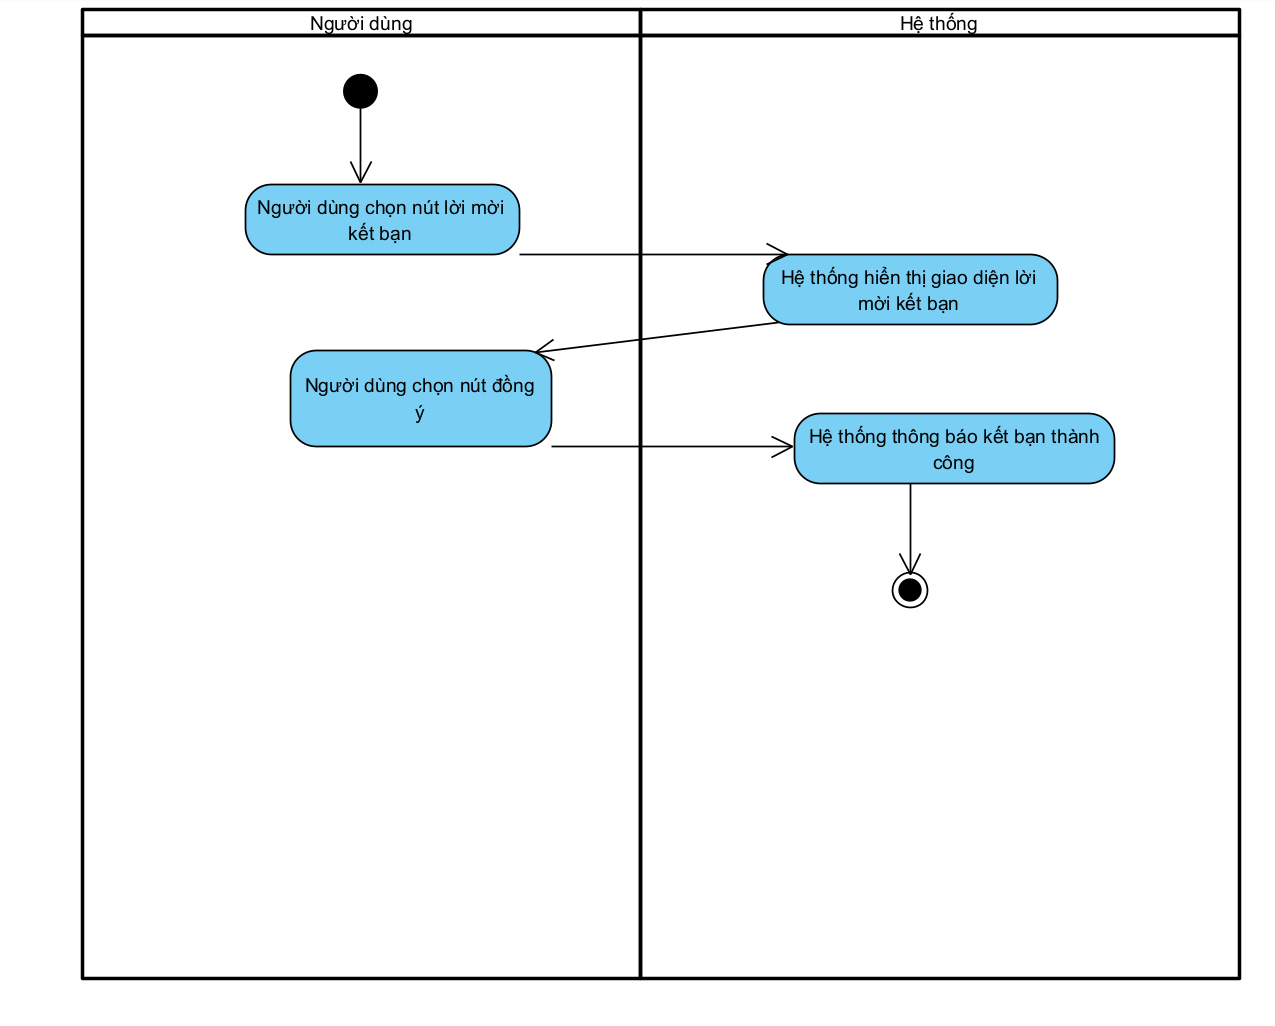 Người dùng
Hệ thống
Người dùng chọn nút lời mời
kết bạn
Hệ thống hiển thị giao diện lời
mời kết bạn
Người dùng chọn nút đồng
ý
Hệ thống thông báo kết bạn thành
công